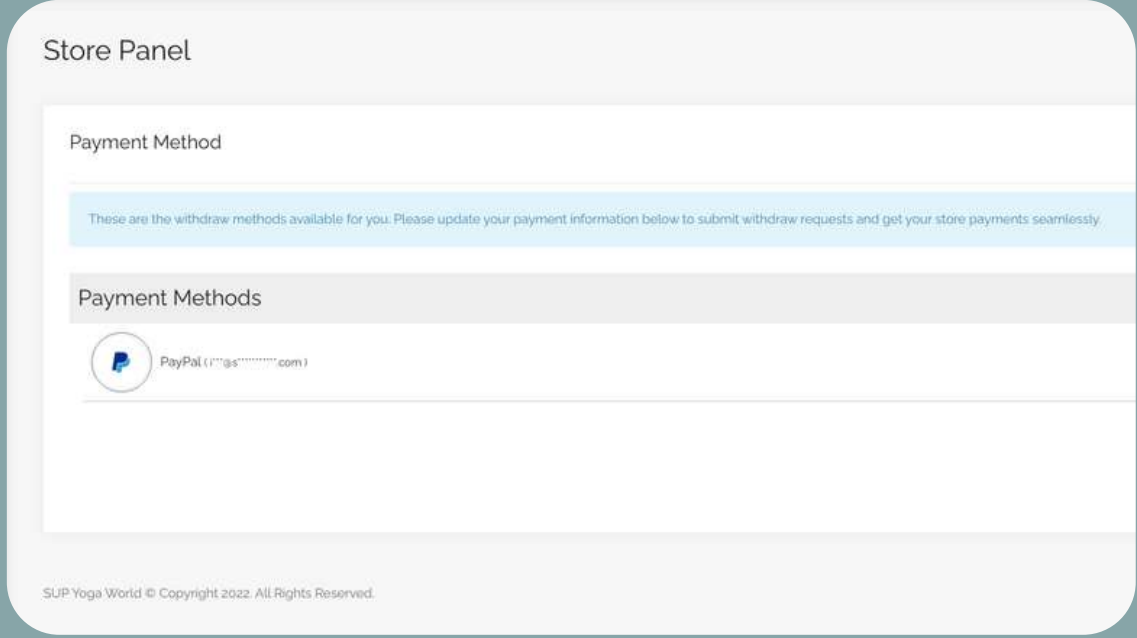 Store Panel
Payment Method
These are the withdraw methods available for you. Please update your payment information below to submit withdraw requests and get your store payments seamlessly.
Payment Methods
PayPal ( i***@s***********.com )
SUP Yoga World © Copyright 2022. All Rights Reserved.